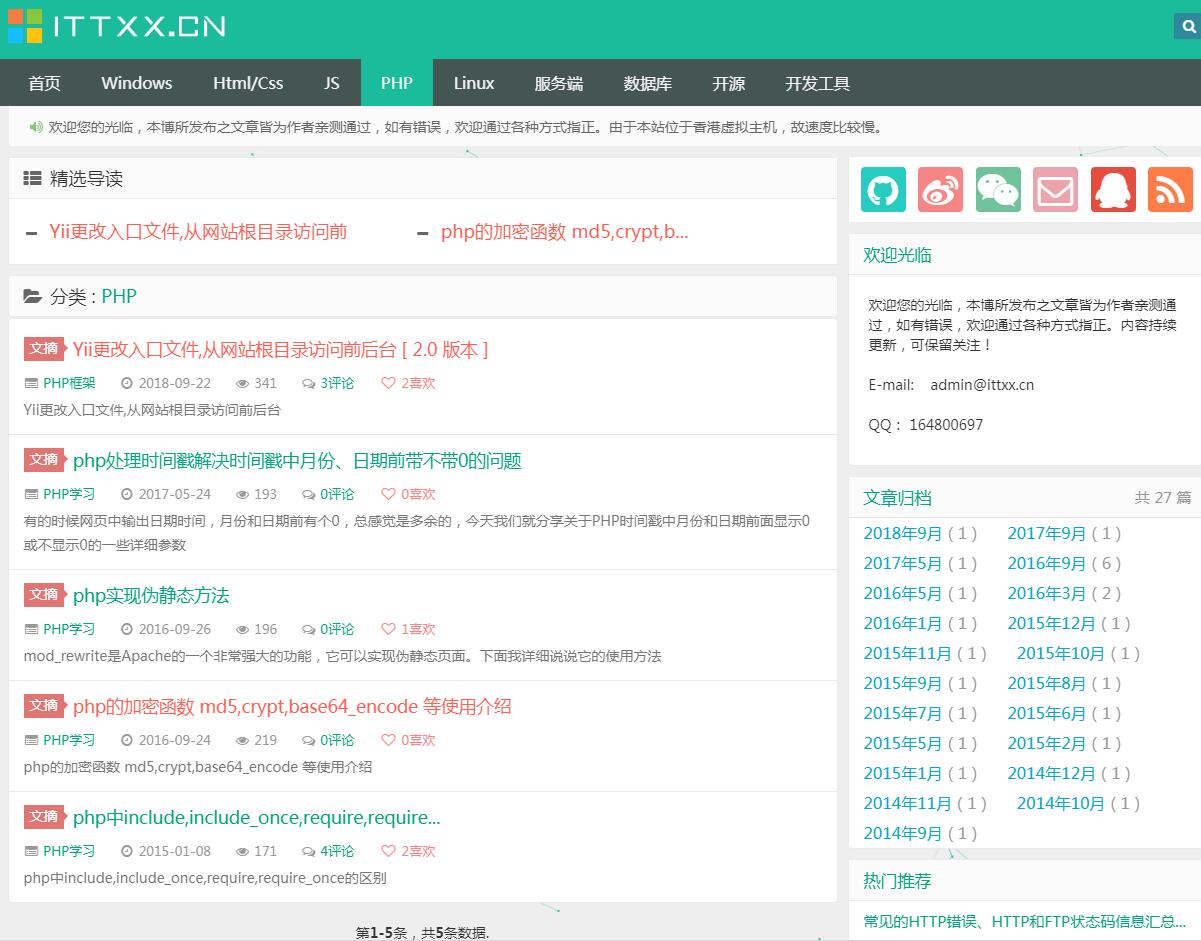 ITTXX.CN
首页 Windows Html/Css JS PHP Linux 服务端 数据库 开源 开发工具
欢迎您的光临，本博所发布之文章皆为作者亲测通过，如有错误，欢迎通过各种方式指正。由于本站位于香港虚拟主机，故速度比较慢。
精选导读
Yii更改入口文件,从网站根目录访问前
php的加密函数 md5,crypt,b...
分类 : PHP
文摘 Yii更改入口文件,从网站根目录访问前后台 [ 2.0 版本 ]
PHP框架 2018-09-22 341 3评论 2喜欢
Yii更改入口文件,从网站根目录访问前后台
文摘 php处理时间戳解决时间戳中月份、日期前带不带0的问题
PHP学习 2017-05-24 193 0评论 0喜欢
有的时候网页中输出日期时间，月份和日期前有个0，总感觉是多余的，今天我们就分享关于PHP时间戳中月份和日期前面显示0
或不显示0的一些详细参数
文摘 php实现伪静态方法
PHP学习 2016-09-26 196 0评论 1喜欢
mod_rewrite是Apache的一个非常强大的功能，它可以实现伪静态页面。下面我详细说说它的使用方法
文摘 php的加密函数 md5,crypt,base64_encode 等使用介绍
PHP学习 2016-09-24 219 0评论 0喜欢
php的加密函数 md5,crypt,base64_encode 等使用介绍
文摘 php中include,include_once,require,require...
PHP学习 2015-01-08 171 4评论 2喜欢
php中include,include_once,require,require_once的区别
第1-5条，共5条数据.
欢迎光临
欢迎您的光临，本博所发布之文章皆为作者亲测通
过，如有错误，欢迎通过各种方式指正。内容持续
更新，可保留关注！
E-mail: admin@ittxx.cn
QQ： 164800697
文章归档 共 27 篇
2018年9月 ( 1 ) 2017年9月 ( 1 )
2017年5月 ( 1 ) 2016年9月 ( 6 )
2016年5月 ( 1 ) 2016年3月 ( 2 )
2016年1月 ( 1 ) 2015年12月 ( 1 )
2015年11月 ( 1 ) 2015年10月 ( 1 )
2015年9月 ( 1 ) 2015年8月 ( 1 )
2015年7月 ( 1 ) 2015年6月 ( 1 )
2015年5月 ( 1 ) 2015年2月 ( 1 )
2015年1月 ( 1 ) 2014年12月 ( 1 )
2014年11月 ( 1 ) 2014年10月 ( 1 )
2014年9月 ( 1 )
热门推荐
常见的HTTP错误、HTTP和FTP状态码信息汇总...